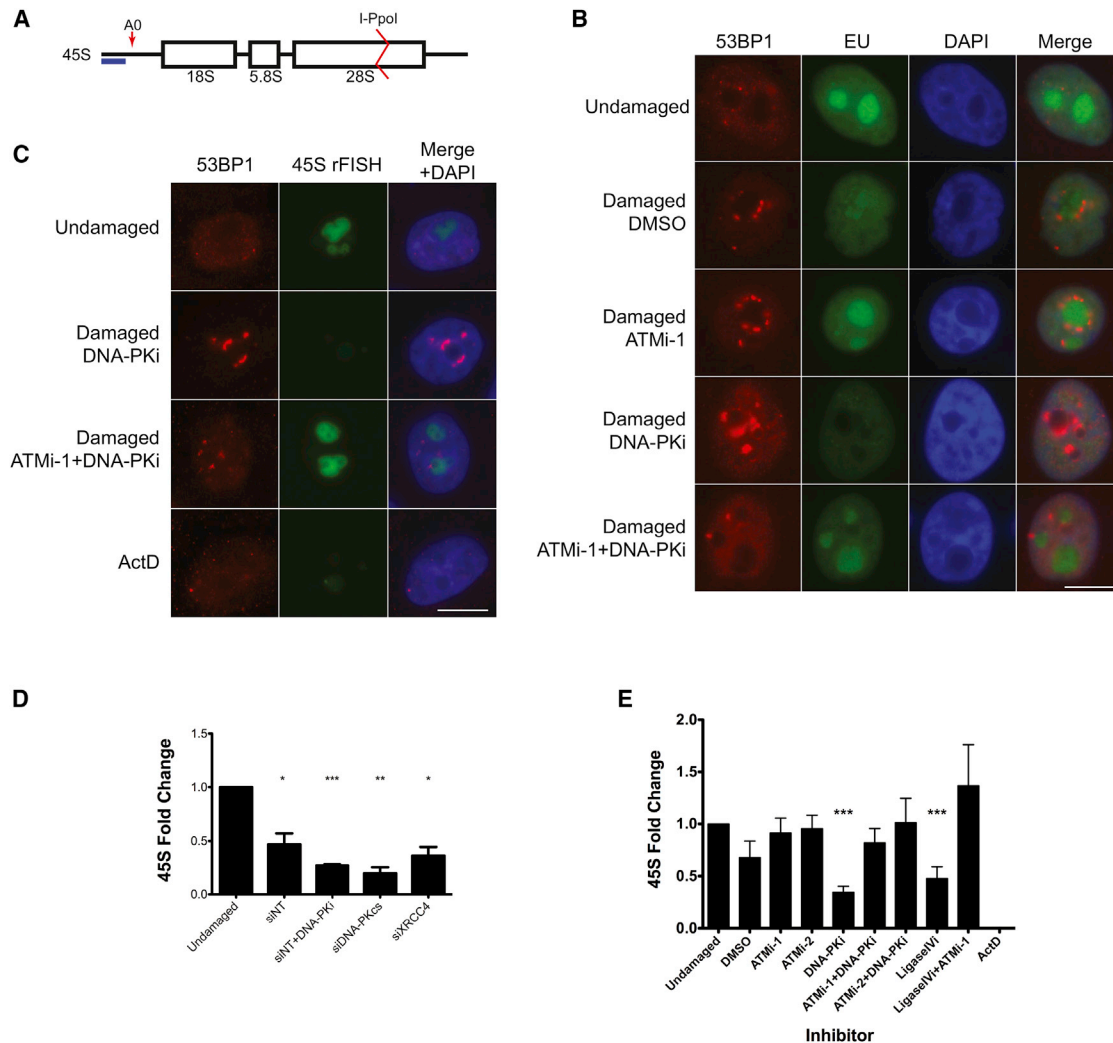 A
A0
I-PpoI
45S
18S
5.8S
28S
B
53BP1 EU DAPI Merge
Undamaged
Damaged
DMSO
Damaged
ATMi-1
Damaged
DNA-PKi
Damaged
ATMi-1+DNA-PKi
C
53BP1 45S rFISH Merge
+DAPI
Undamaged
Damaged
DNA-PKi
Damaged
ATMi-1+DNA-PKi
ActD
D
45S Fold Change
1.5
1.0
0.5
0.0
* *** ** *
Undamaged
siNT
siNT+DNA-PKi
siDNA-PKcs
siXRCC4
E
45S Fold Change
2.0
1.5
1.0
0.5
0.0
*** ***
Undamaged
DMSO
ATMi-1
ATMi-2
DNA-PKi
ATMi-1+DNA-PKi
ATMi-2+DNA-PKi
LigaseIVi
LigaseIVi+ATMi-1
ActD
Inhibitor